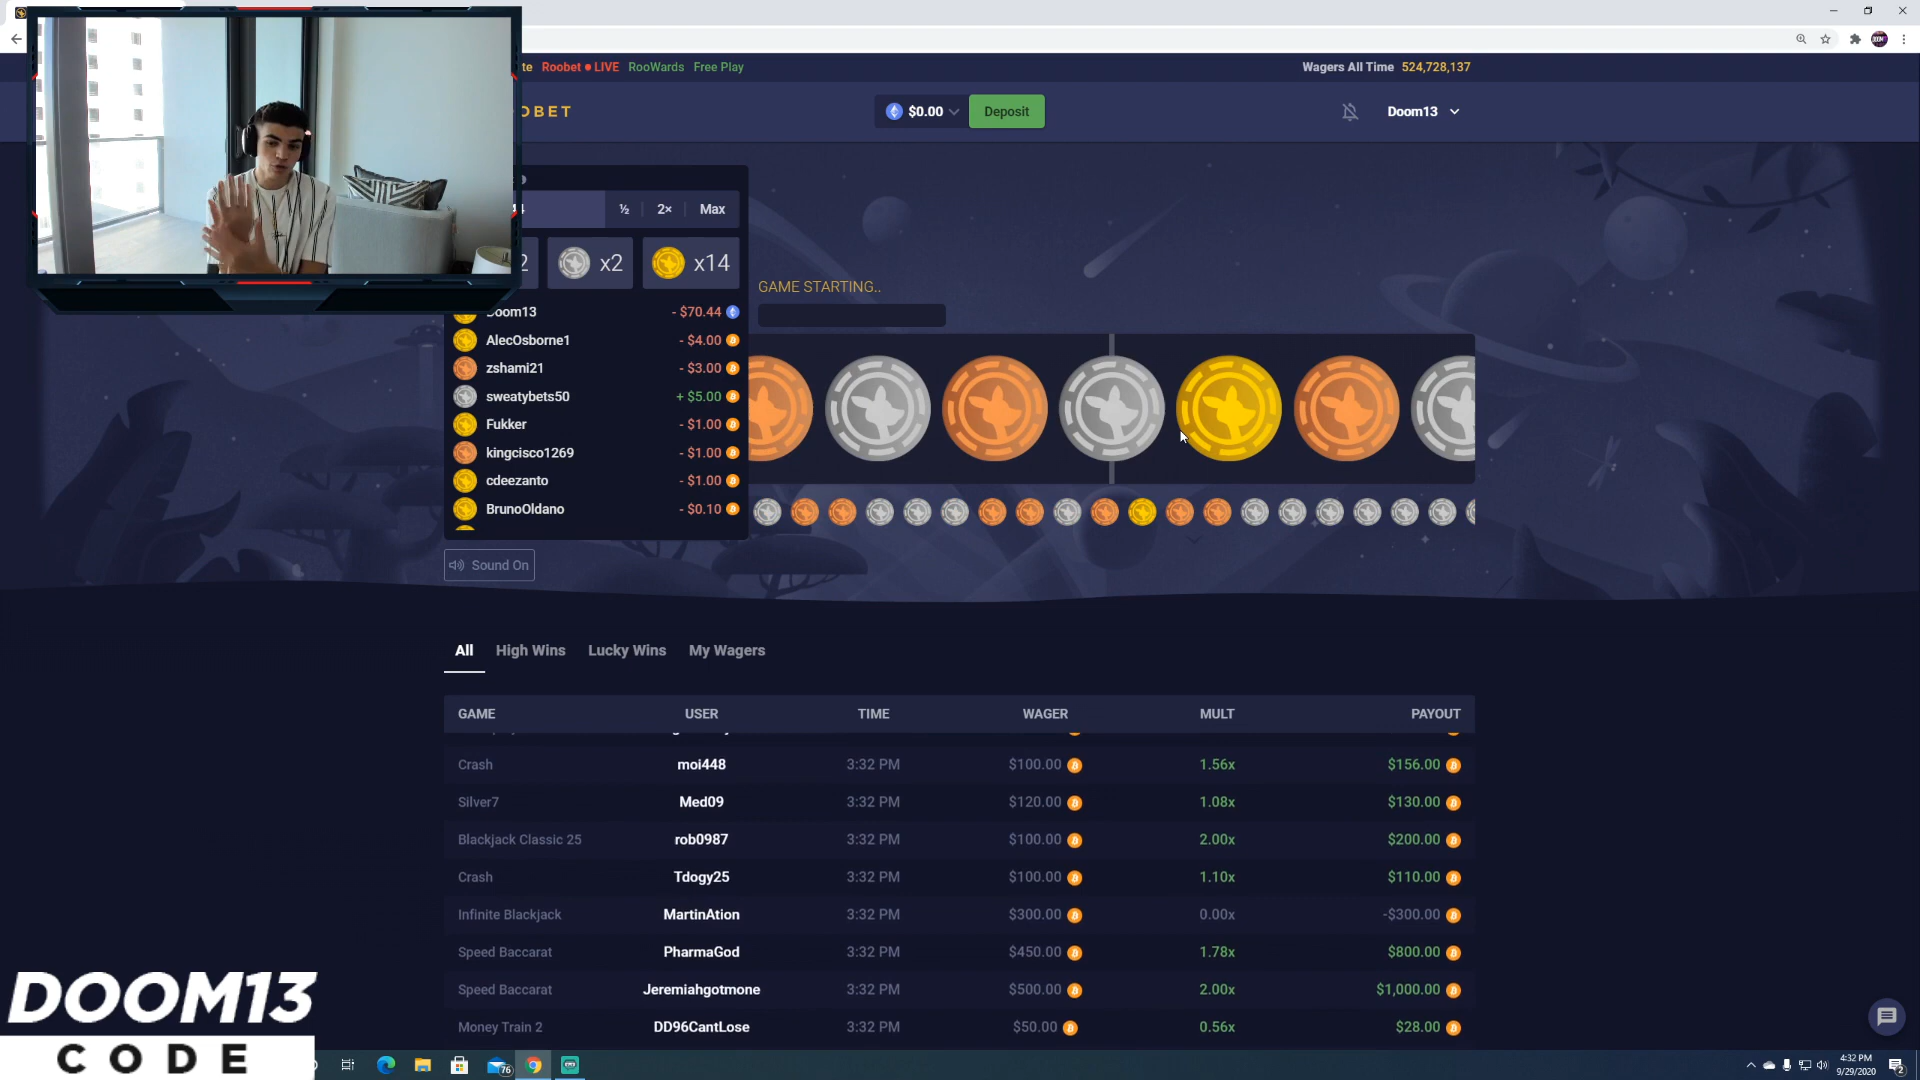 te Roobet LIVE RooWards Free Play
Wagers All Time 524,728,137
OBET
$0.00
Deposit
Doom13
4
½ 2× Max
2 x2 x14
GAME STARTING..
Doom13 - $70.44
AlecOsborne1 - $4.00
zshami21 - $3.00
sweatybets50 + $5.00
Fukker - $1.00
kingcisco1269 - $1.00
cdeezanto - $1.00
BrunoOldano - $0.10
Sound On
All High Wins Lucky Wins My Wagers
GAME USER TIME WAGER MULT PAYOUT
Crash moi448 3:32 PM $100.00 1.56x $156.00
Silver7 Med09 3:32 PM $120.00 1.08x $130.00
Blackjack Classic 25 rob0987 3:32 PM $100.00 2.00x $200.00
Crash Tdogy25 3:32 PM $100.00 1.10x $110.00
Infinite Blackjack MartinAtion 3:32 PM $300.00 0.00x -$300.00
Speed Baccarat PharmaGod 3:32 PM $450.00 1.78x $800.00
Speed Baccarat Jeremiahgotmone 3:32 PM $500.00 2.00x $1,000.00
Money Train 2 DD96CantLose 3:32 PM $50.00 0.56x $28.00
DOOM13
CODE
76
4:32 PM
9/29/2020
2